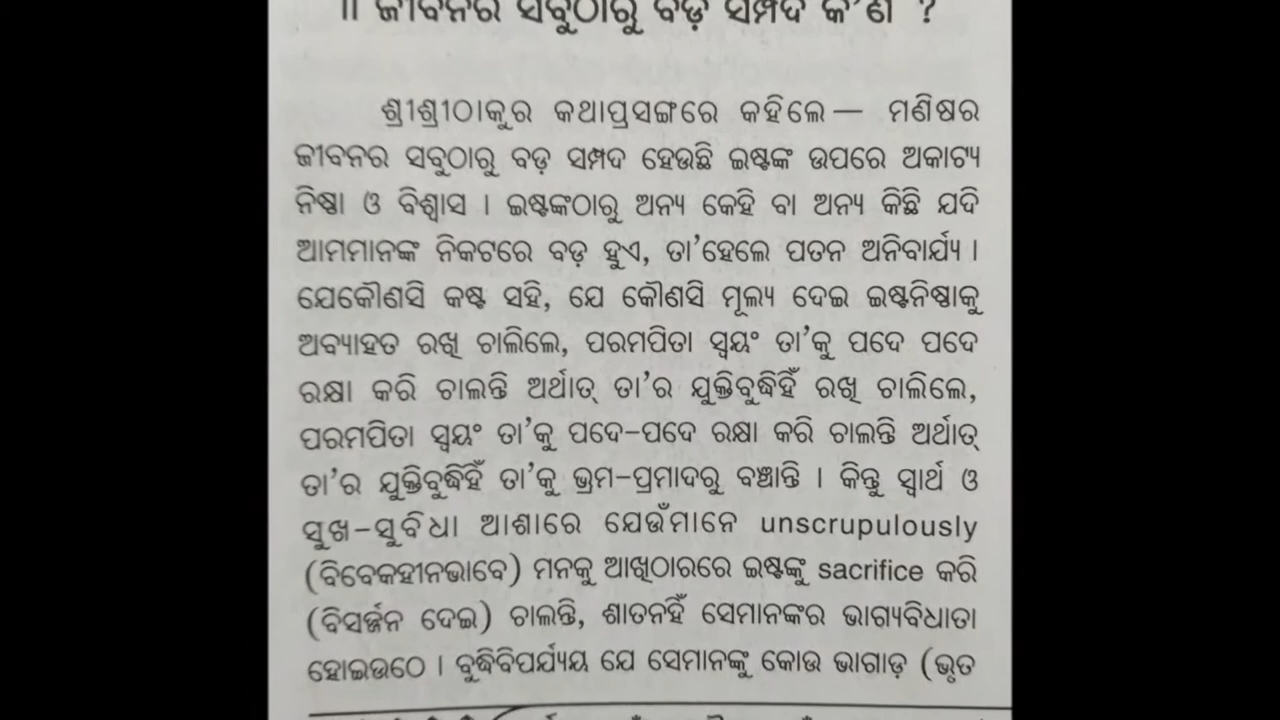 ॥ ଜୀବନର ସବୁଠାରୁ ବଡ଼ ସମ୍ପଦ କ'ଣ ?
ଶ୍ରୀଶ୍ରୀଠାକୁର କଥାପ୍ରସଙ୍ଗରେ କହିଲେ— ମଣିଷର
ଜୀବନର ସବୁଠାରୁ ବଡ଼ ସମ୍ପଦ ହେଉଛି ଇଷ୍ଟଙ୍କ ଉପରେ ଅକାଟ୍ୟ
ନିଷ୍ଠା ଓ ବିଶ୍ୱାସ । ଇଷ୍ଟଙ୍କଠାରୁ ଅନ୍ୟ କେହି ବା ଅନ୍ୟ କିଛି ଯଦି
ଆମମାନଙ୍କ ନିକଟରେ ବଡ଼ ହୁଏ, ତା'ହେଲେ ପତନ ଅନିବାର୍ଯ୍ୟ ।
ଯେକୌଣସି କଷ୍ଟ ସହି, ଯେ କୌଣସି ମୂଲ୍ୟ ଦେଇ ଇଷ୍ଟନିଷ୍ଠାକୁ
ଅବ୍ୟାହତ ରଖି ଚାଲିଲେ, ପରମପିତା ସ୍ୱୟଂ ତା'କୁ ପଦେ ପଦେ
ରକ୍ଷା କରି ଚାଲନ୍ତି ଅର୍ଥାତ୍ ତା'ର ଯୁକ୍ତିବୁଦ୍ଧିହିଁ ରଖି ଚାଲିଲେ,
ପରମପିତା ସ୍ୱୟଂ ତା'କୁ ପଦେ-ପଦେ ରକ୍ଷା କରି ଚାଲନ୍ତି ଅର୍ଥାତ୍
ତା'ର ଯୁକ୍ତିବୁଦ୍ଧିହିଁ ତା'କୁ ଭ୍ରମ-ପ୍ରମାଦରୁ ବଞ୍ଚାନ୍ତି । କିନ୍ତୁ ସ୍ୱାର୍ଥ ଓ
ସୁଖ-ସୁବିଧା ଆଶାରେ ଯେଉଁମାନେ unscrupulously
(ବିବେକହୀନଭାବେ) ମନକୁ ଆଖିଠାରରେ ଇଷ୍ଟଙ୍କୁ sacrifice କରି
(ବିସର୍ଜ୍ଜନ ଦେଇ) ଚାଲନ୍ତି, ଶାତନହିଁ ସେମାନଙ୍କର ଭାଗ୍ୟବିଧାତା
ହୋଇଉଠେ । ବୁଦ୍ଧିବିପର୍ଯ୍ୟୟ ଯେ ସେମାନଙ୍କୁ କୋଉ ଭାଗାଡ଼ (ଭୃତ